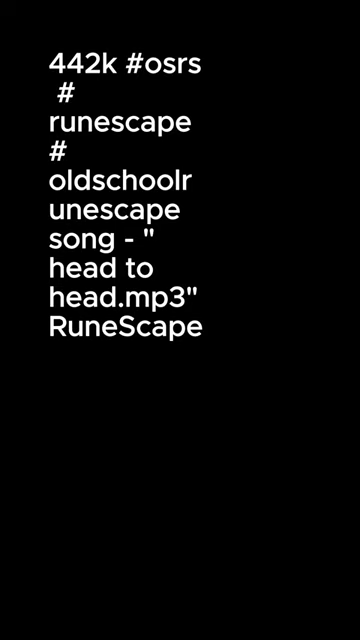 442k #osrs
#
runescape
#
oldschoolr
unescape
song - "
head to
head.mp3"
RuneScape